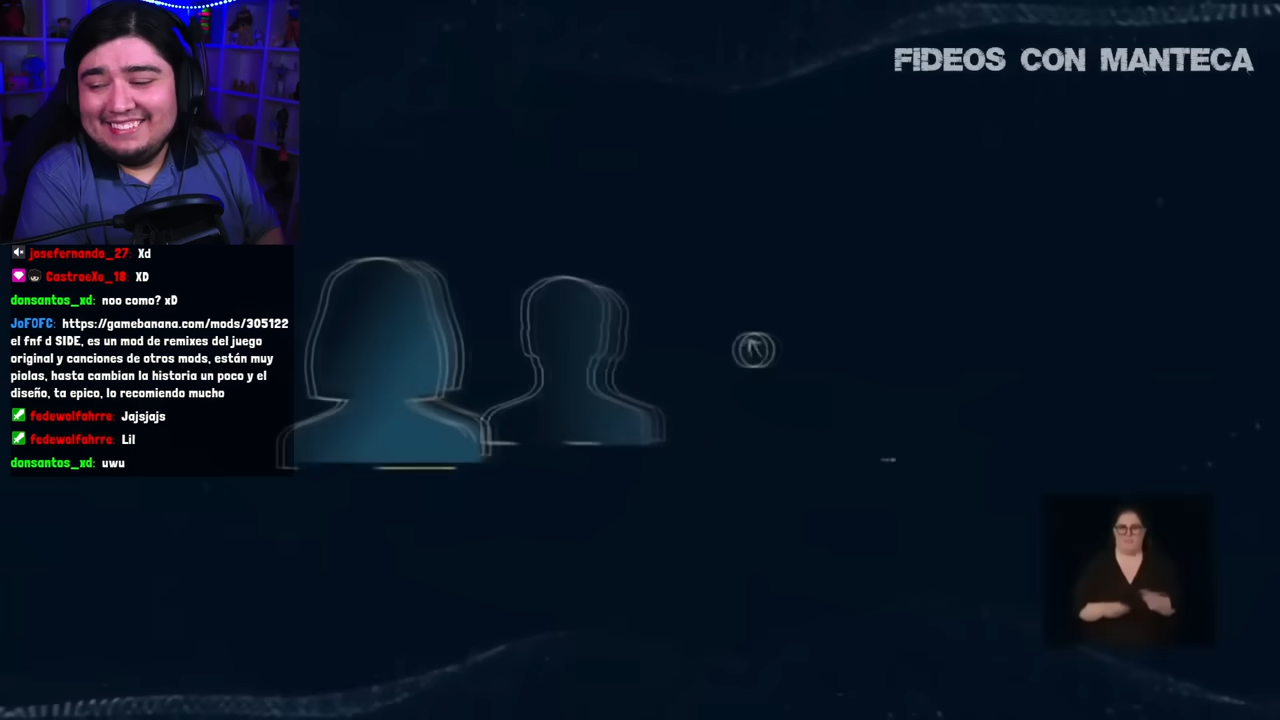 FIDEOS CON MANTECA
josefernando_27: Xd
CastroeXe_18: XD
donsantos_xd: noo como? xD
JoFOFC: https://gamebanana.com/mods/305122
el fnf d SIDE, es un mod de remixes del juego
original y canciones de otros mods, están muy
piolas, hasta cambian la historia un poco y el
diseño, ta epico, lo recomiendo mucho
fedewolfahrre: Jajsjajs
fedewolfahrre: Lil
donsantos_xd: uwu